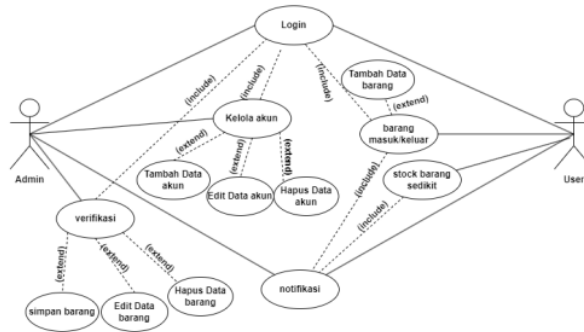 Login
(include)
(include)
(include)
Tambah Data
barang
(extend)
Kelola akun
barang
masuk/keluar
Admin
User
(extend)
(extend)
(extend)
Tambah Data
akun
Edit Data akun
Hapus Data
akun
stock barang
sedikit
(include)
(include)
verifikasi
(extend)
(extend)
(extend)
simpan barang
Edit Data
barang
Hapus Data
barang
notifikasi